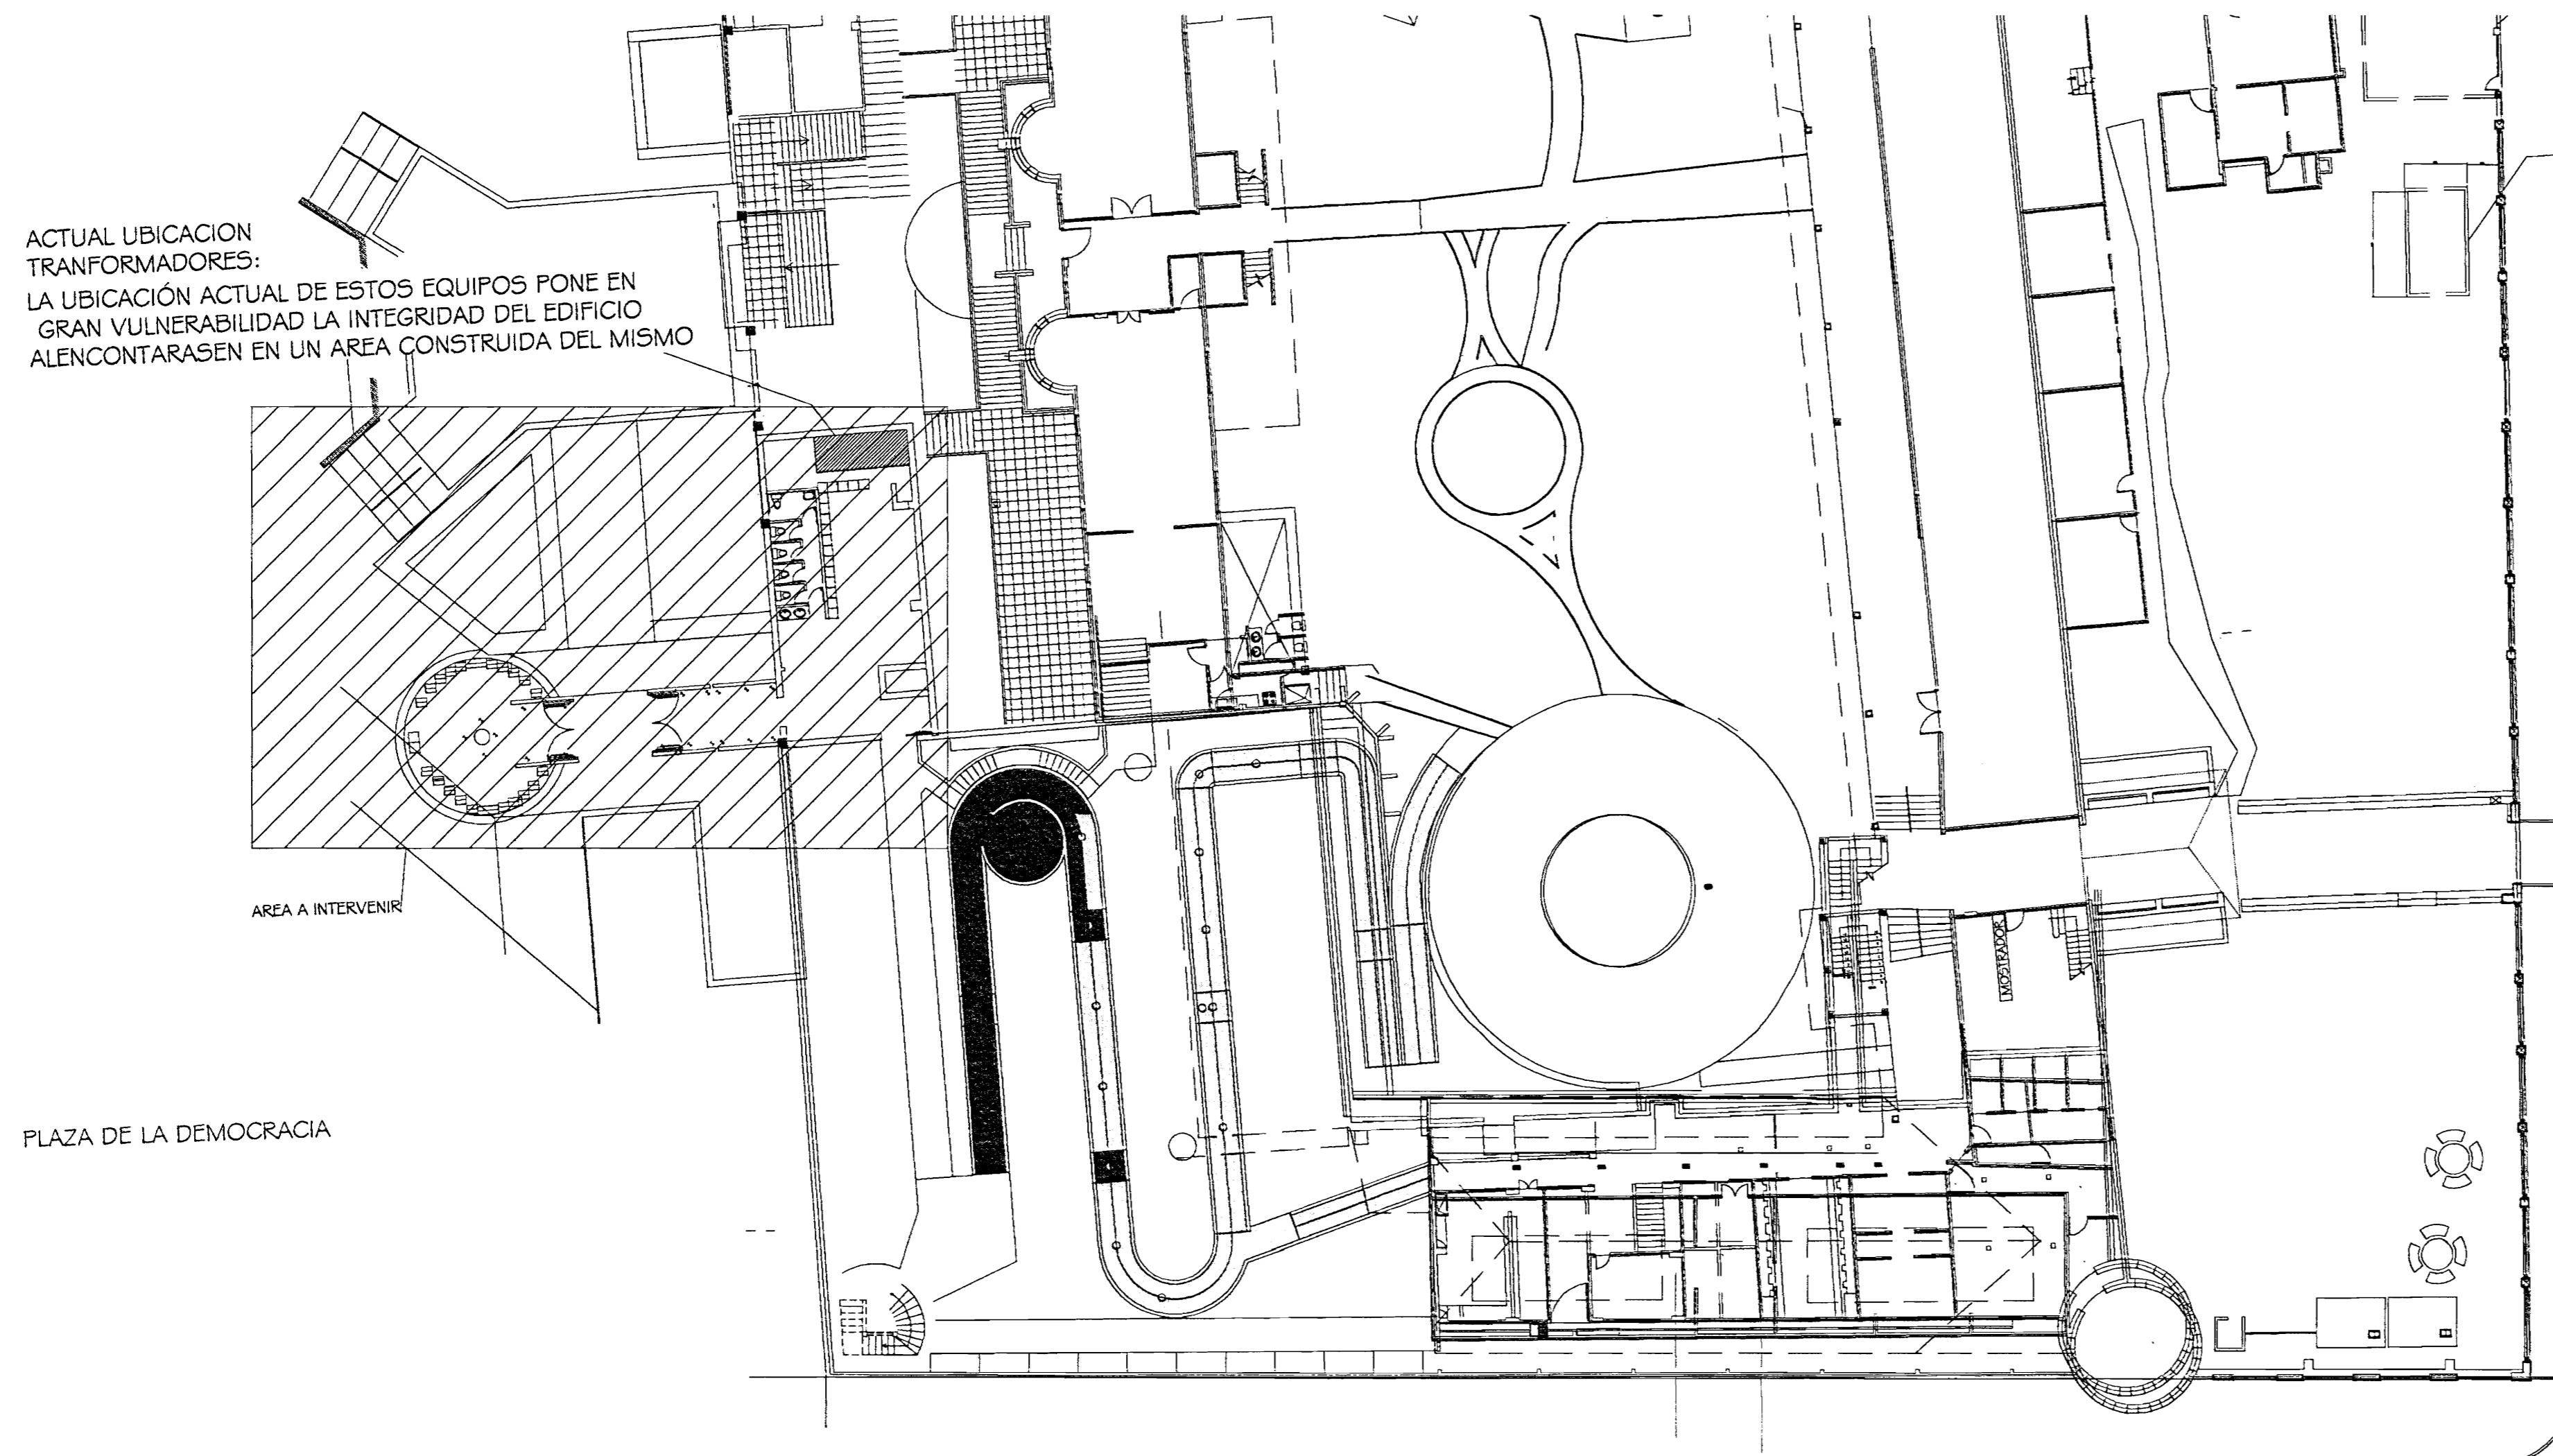 ACTUAL UBICACION
TRANFORMADORES:
LA UBICACIÓN ACTUAL DE ESTOS EQUIPOS PONE EN
GRAN VULNERABILIDAD LA INTEGRIDAD DEL EDIFICIO
ALENCONTARASEN EN UN AREA CONSTRUIDA DEL MISMO
AREA A INTERVENIR
MOSTRADOR
PLAZA DE LA DEMOCRACIA